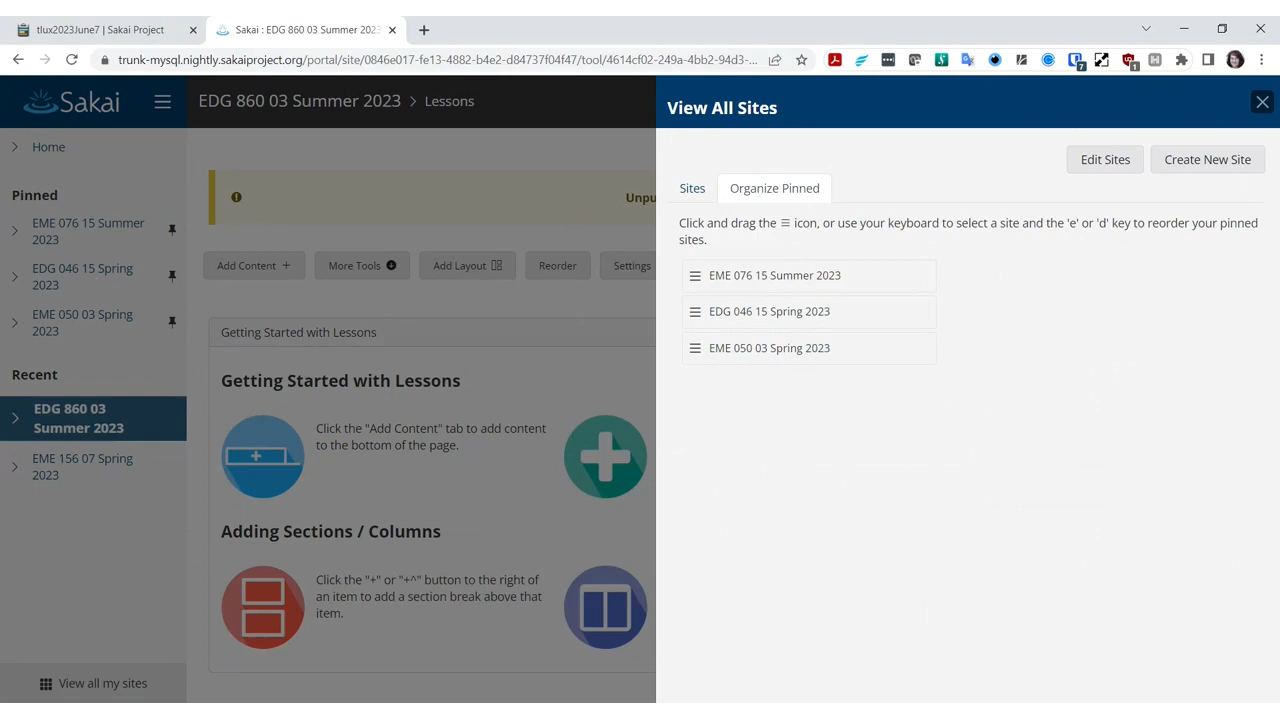 tlux2023June7 | Sakai Project
Sakai : EDG 860 03 Summer 2023
trunk-mysql.nightly.sakaiproject.org/portal/site/0846e017-fe13-4282-b4e2-d84737f04f47/tool/4614cf02-249a-4bb2-94d3-...
7
1
Sakai
EDG 860 03 Summer 2023 > Lessons
View All Sites
Home
Edit Sites
Create New Site
Pinned
Sites
Organize Pinned
EME 076 15 Summer
2023
EDG 046 15 Spring
2023
EME 050 03 Spring
2023
Recent
EDG 860 03
Summer 2023
EME 156 07 Spring
2023
View all my sites
Unpu
Add Content +
More Tools
Add Layout
Reorder
Settings
Getting Started with Lessons
Getting Started with Lessons
Click the "Add Content" tab to add content
to the bottom of the page.
Adding Sections / Columns
Click the "+" or "+^" button to the right of
an item to add a section break above that
item.
Click and drag the ☰ icon, or use your keyboard to select a site and the 'e' or 'd' key to reorder your pinned
sites.
EME 076 15 Summer 2023
EDG 046 15 Spring 2023
EME 050 03 Spring 2023